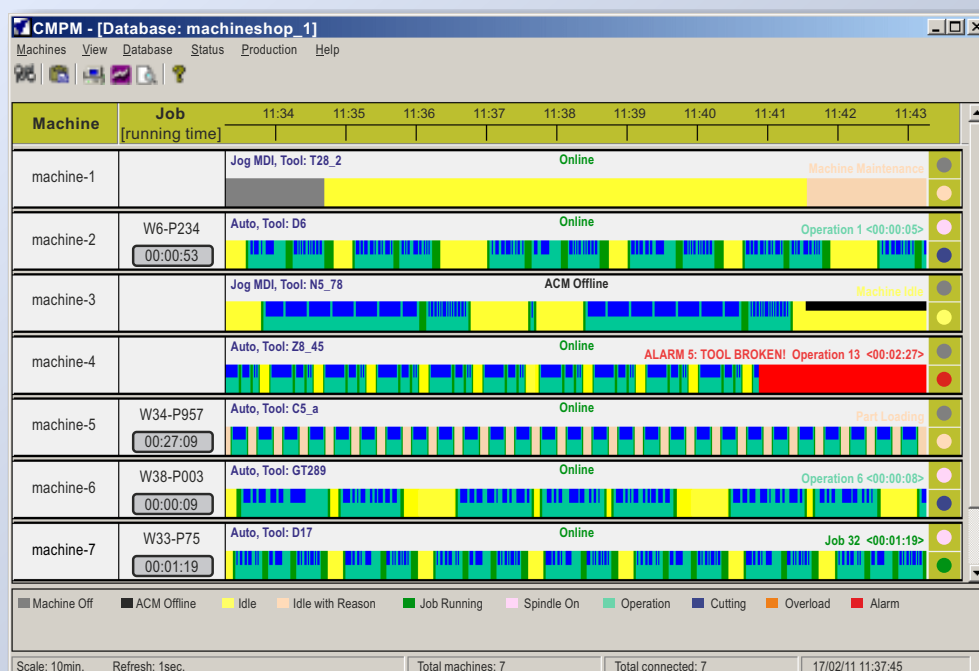 CMPM - [Database: machineshop_1]
Machines View Database Status Production Help
Machine
Job
[running time]
11:34 11:35 11:36 11:37 11:38 11:39 11:40 11:41 11:42 11:43
machine-1
Jog MDI, Tool: T28_2
Online
Machine Maintenance
machine-2
W6-P234
00:00:53
Auto, Tool: D6
Online
Operation 1 <00:00:05>
machine-3
Jog MDI, Tool: N5_78
ACM Offline
Machine Idle
machine-4
Auto, Tool: Z8_45
Online
ALARM 5: TOOL BROKEN! Operation 13 <00:02:27>
machine-5
W34-P957
00:27:09
Auto, Tool: C5_a
Online
Part Loading
machine-6
W38-P003
00:00:09
Auto, Tool: GT289
Online
Operation 6 <00:00:08>
machine-7
W33-P75
00:01:19
Auto, Tool: D17
Online
Job 32 <00:01:19>
Machine Off ACM Offline Idle Idle with Reason Job Running Spindle On Operation Cutting Overload Alarm
Scale: 10min. Refresh: 1sec. Total machines: 7 Total connected: 7 17/02/11 11:37:45